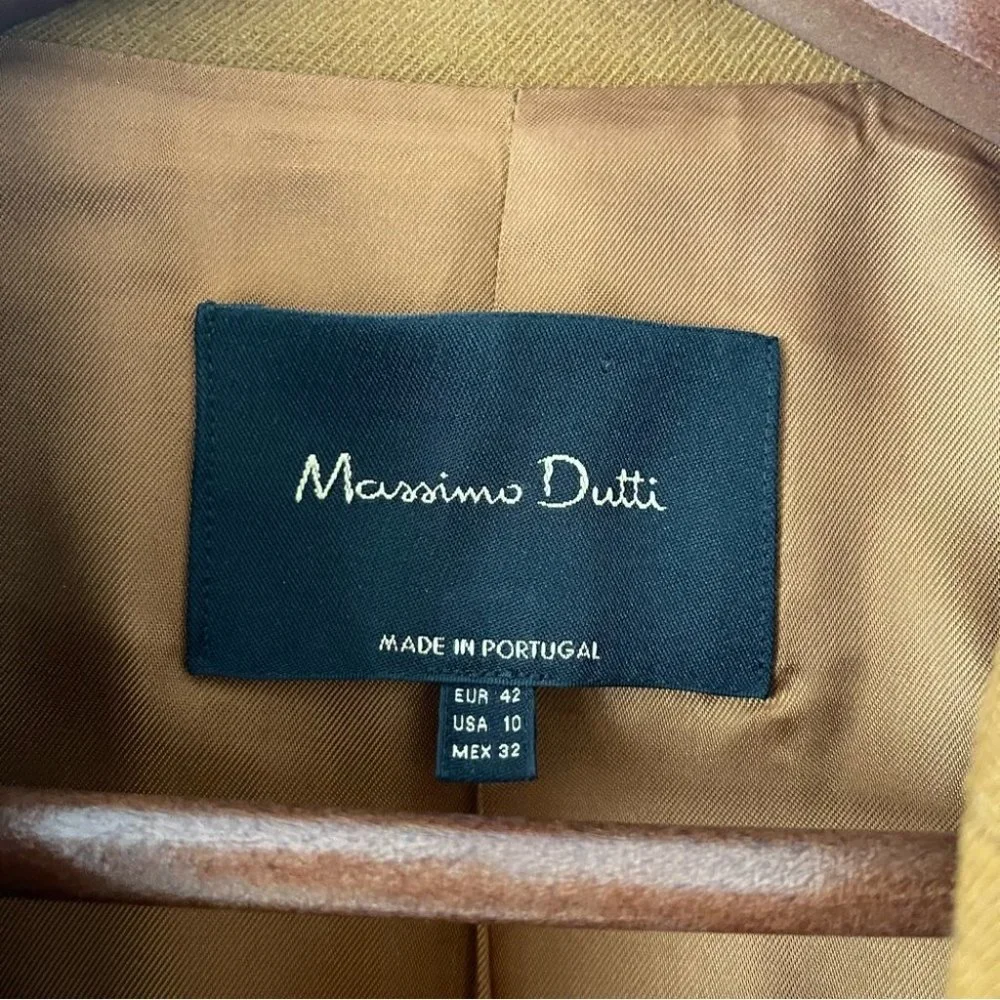 Massimo Dutti
MADE IN PORTUGAL
EUR 42
USA 10
MEX 32